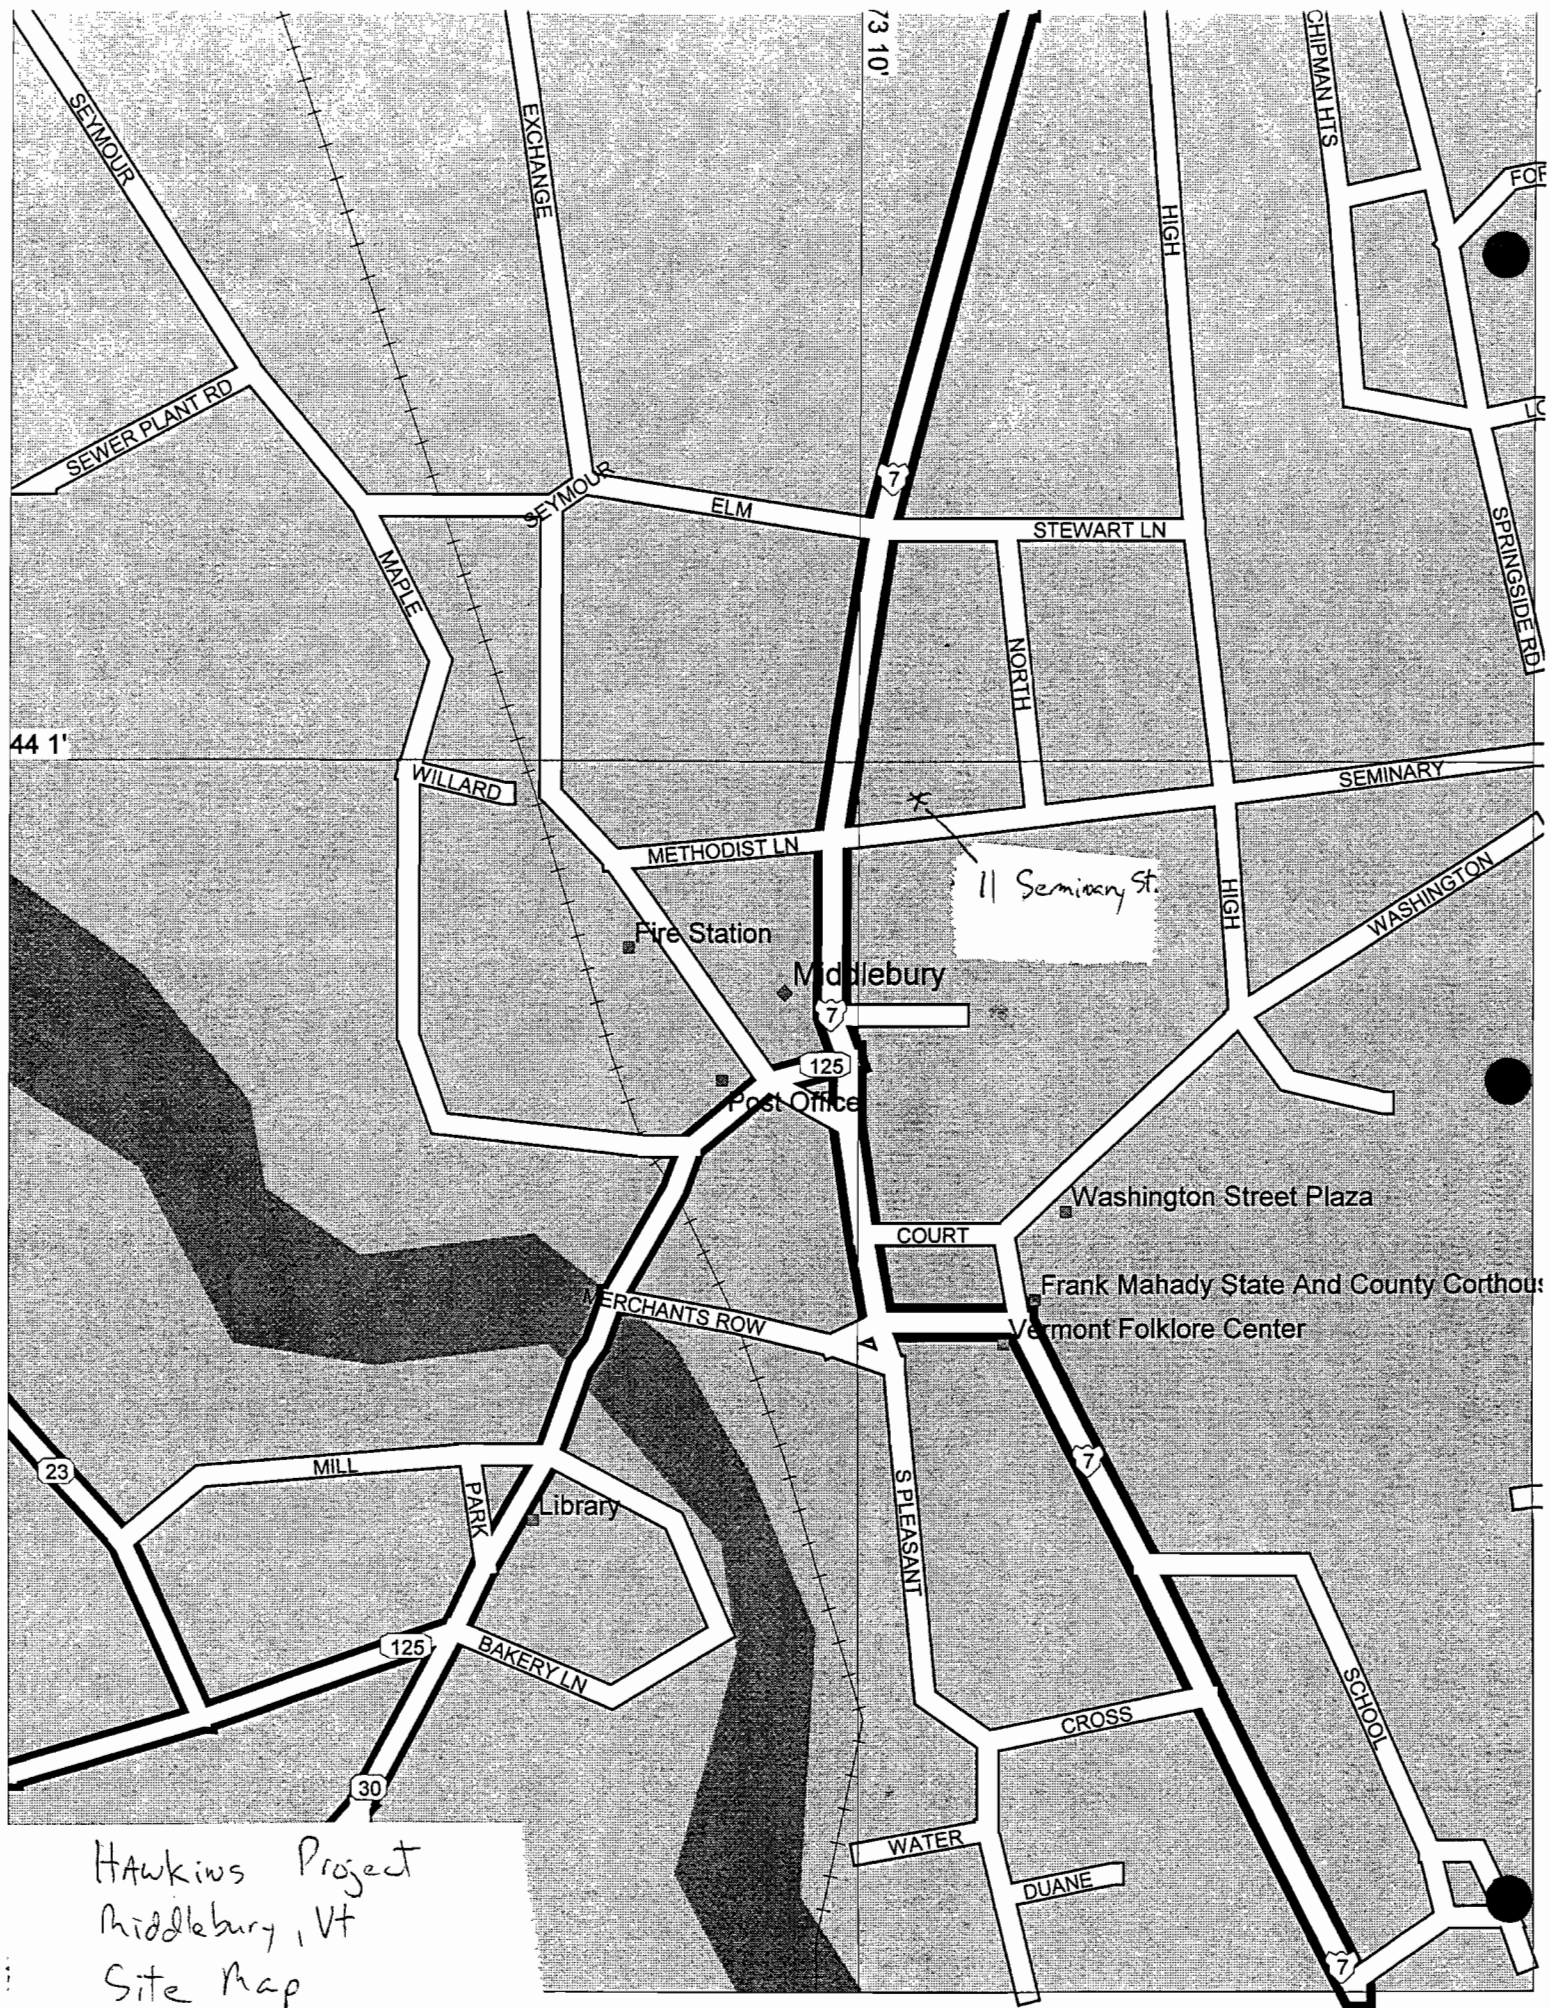 73 10'
CHIPMAN HTS
SEYMOUR
EXCHANGE
FOR
HIGH
SEWER PLANT RD
LO
7
SEYMOUR
ELM
STEWART LN
SPRINGSIDE RD
MAPLE
NORTH
44 1'
WILLARD
SEMINARY
METHODIST LN
11 Seminary St.
HIGH
WASHINGTON
Fire Station
Middlebury
7
125
Post Office
Washington Street Plaza
COURT
Frank Mahady State And County Corthous
MERCHANTS ROW
Vermont Folklore Center
23
MILL
7
PARK
Library
S PLEASANT
125
BAKERY LN
SCHOOL
CROSS
30
WATER
DUANE
HAwkins Project
Middlebury, Vt
Site Map
7